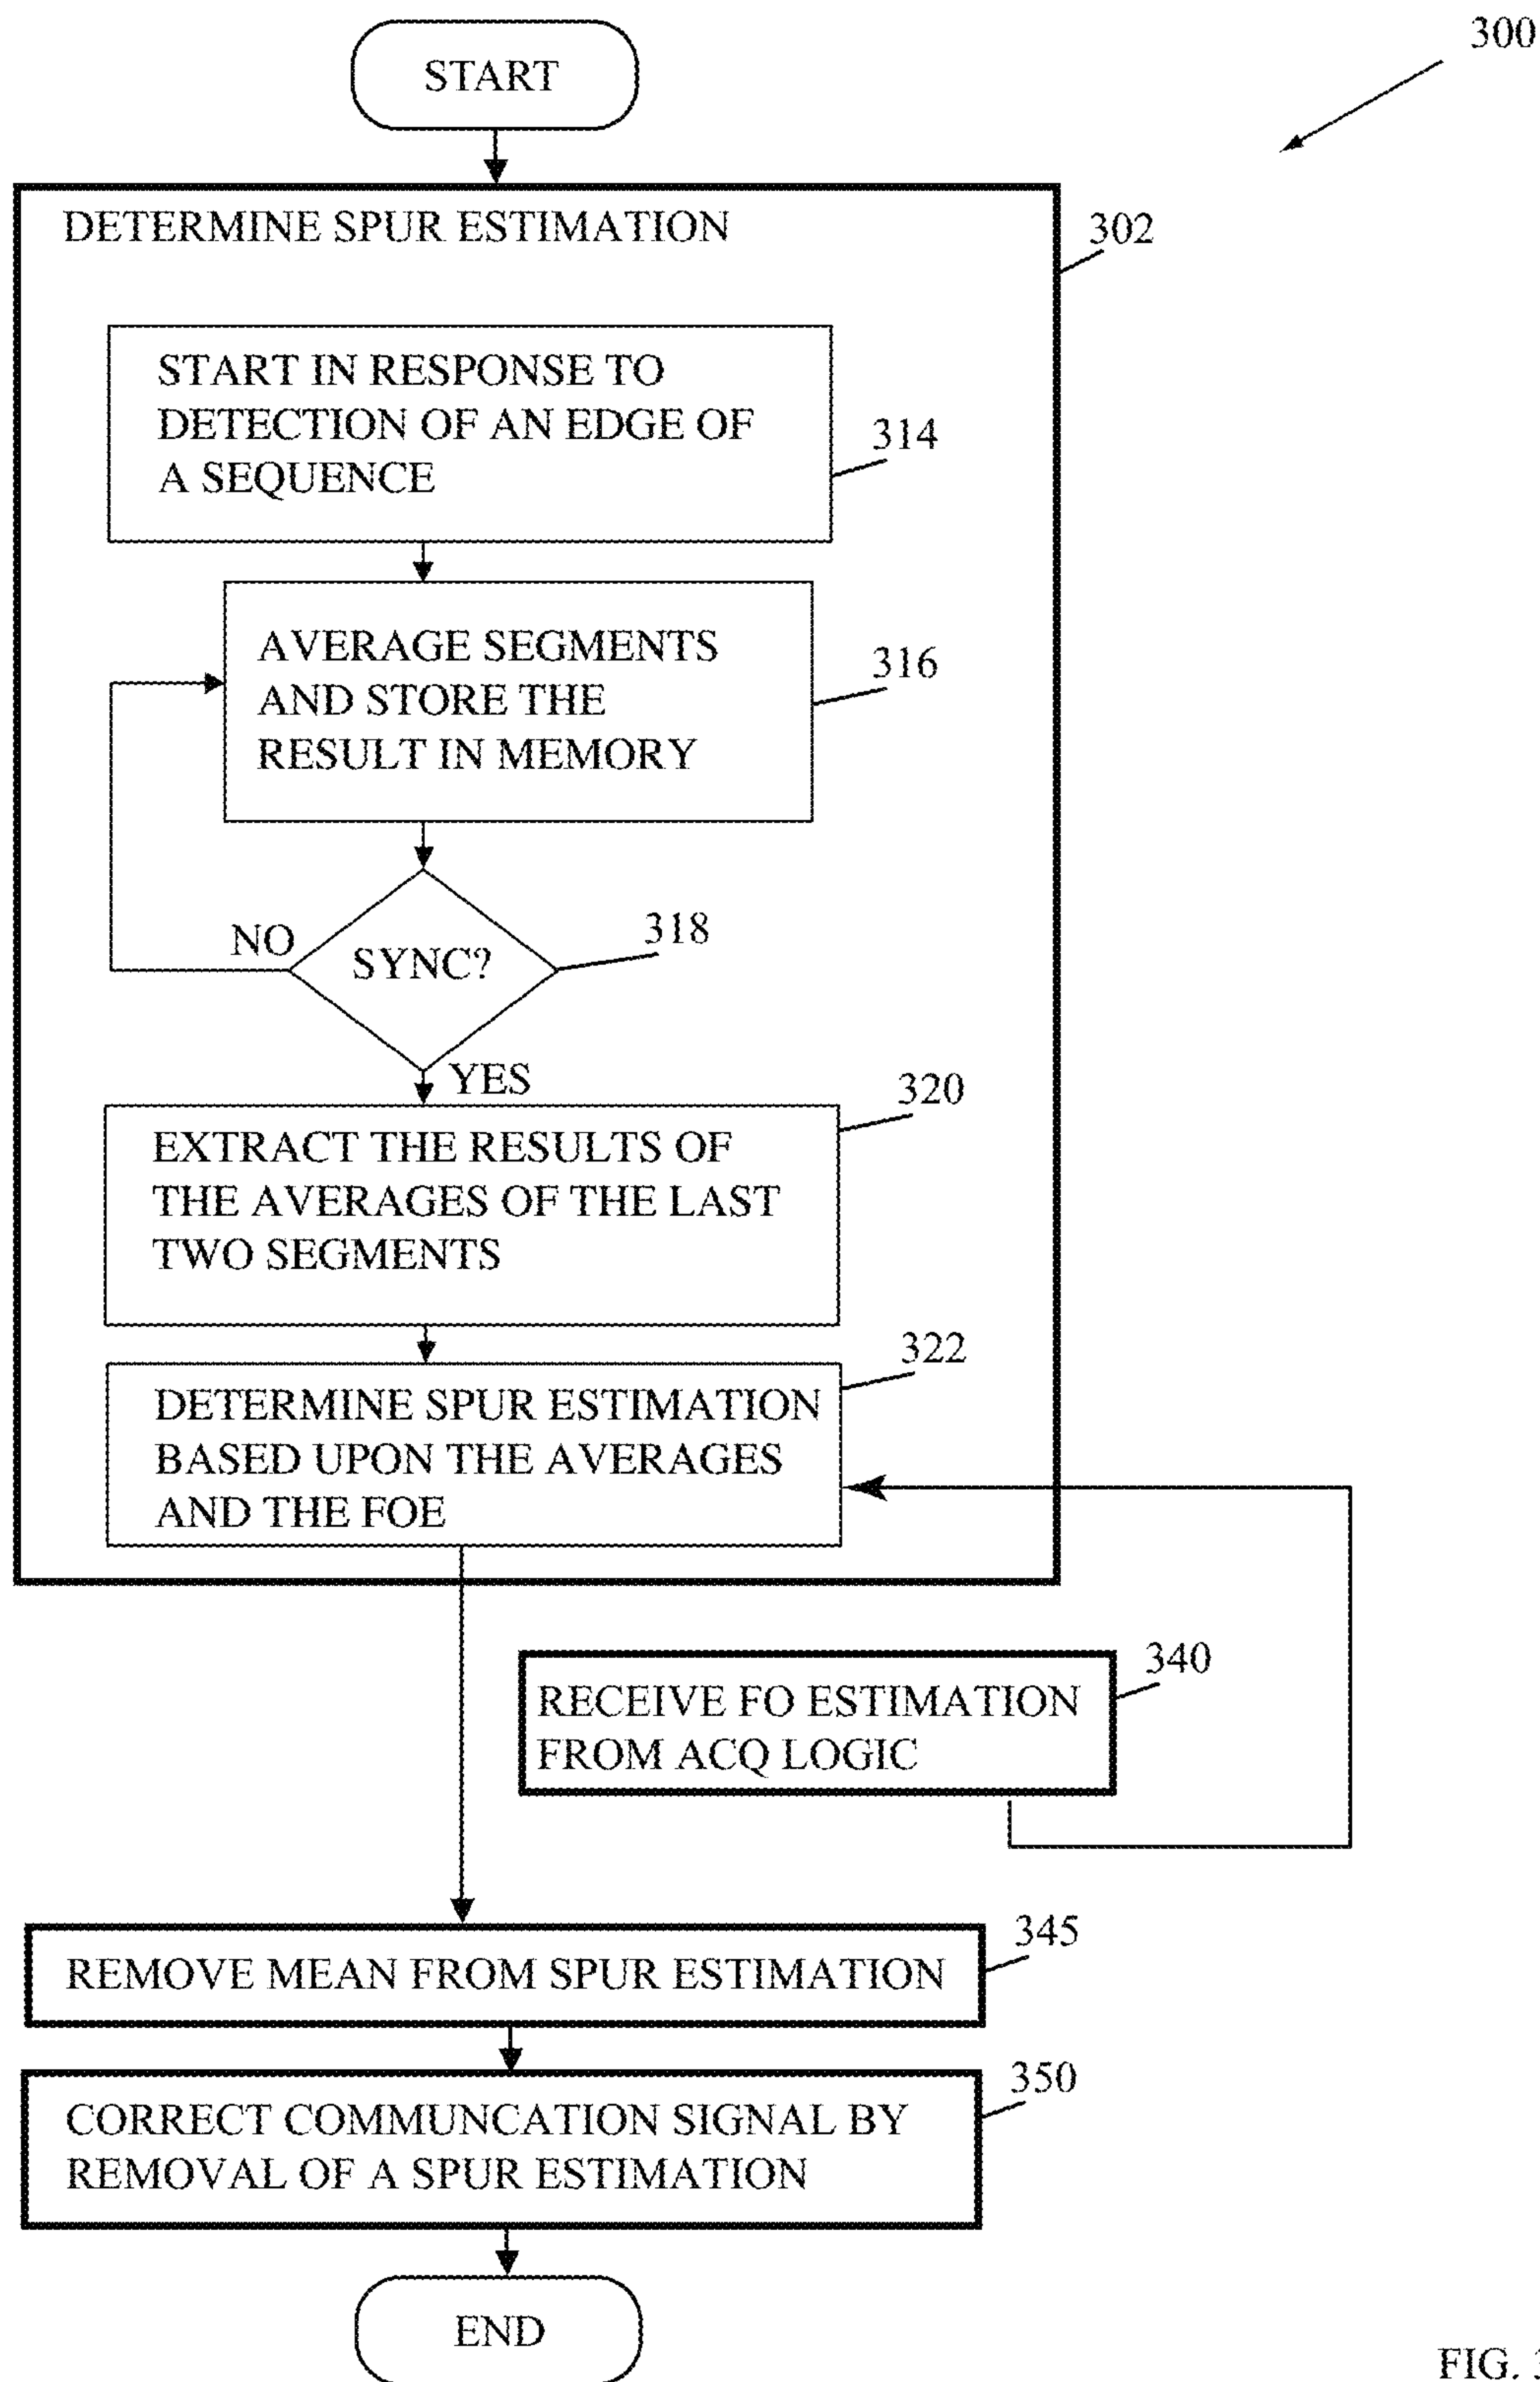 300
START
DETERMINE SPUR ESTIMATION
302
START IN RESPONSE TO
DETECTION OF AN EDGE OF
A SEQUENCE
314
AVERAGE SEGMENTS
AND STORE THE
RESULT IN MEMORY
316
NO
SYNC?
318
YES
320
EXTRACT THE RESULTS OF
THE AVERAGES OF THE LAST
TWO SEGMENTS
322
DETERMINE SPUR ESTIMATION
BASED UPON THE AVERAGES
AND THE FOE
340
RECEIVE FO ESTIMATION
FROM ACQ LOGIC
345
REMOVE MEAN FROM SPUR ESTIMATION
350
CORRECT COMMUNCATION SIGNAL BY
REMOVAL OF A SPUR ESTIMATION
END
FIG. 3